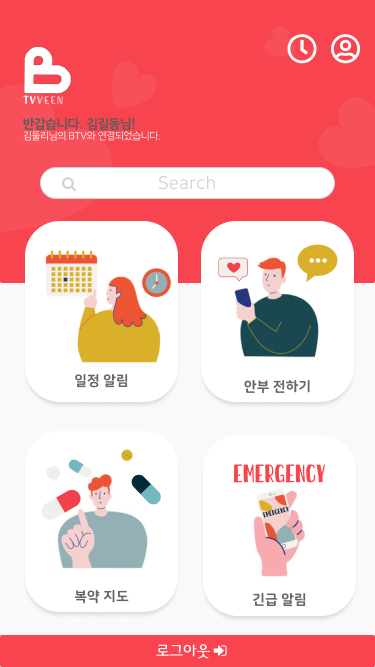 B
TVVEEN
반갑습니다. 김길동님!
김둘리님의 BTV와 연결되었습니다.
Search
일정 알림
안부 전하기
EMERGENCY
EMERGENCY
복약 지도
긴급 알림
로그아웃